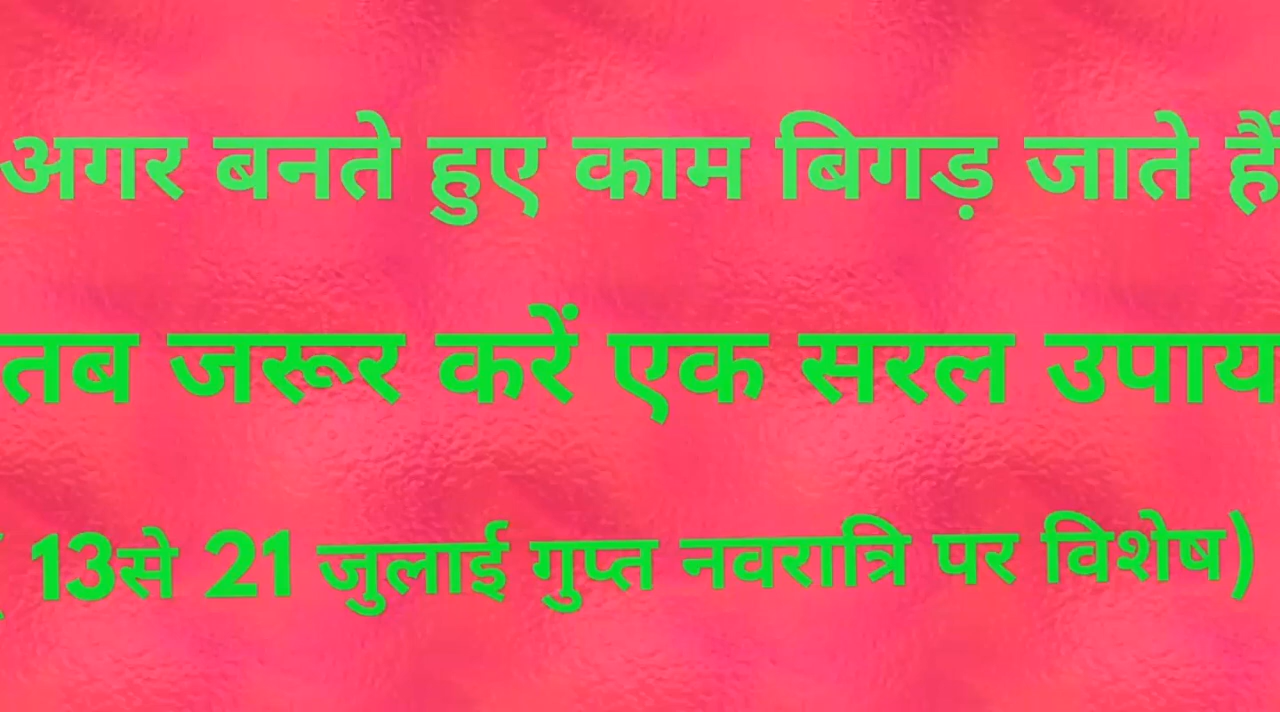 अगर बनते हुए काम बिगड़ जाते हैं
तब जरूर करें एक सरल उपाय
( 13से 21 जुलाई गुप्त नवरात्रि पर विशेष)